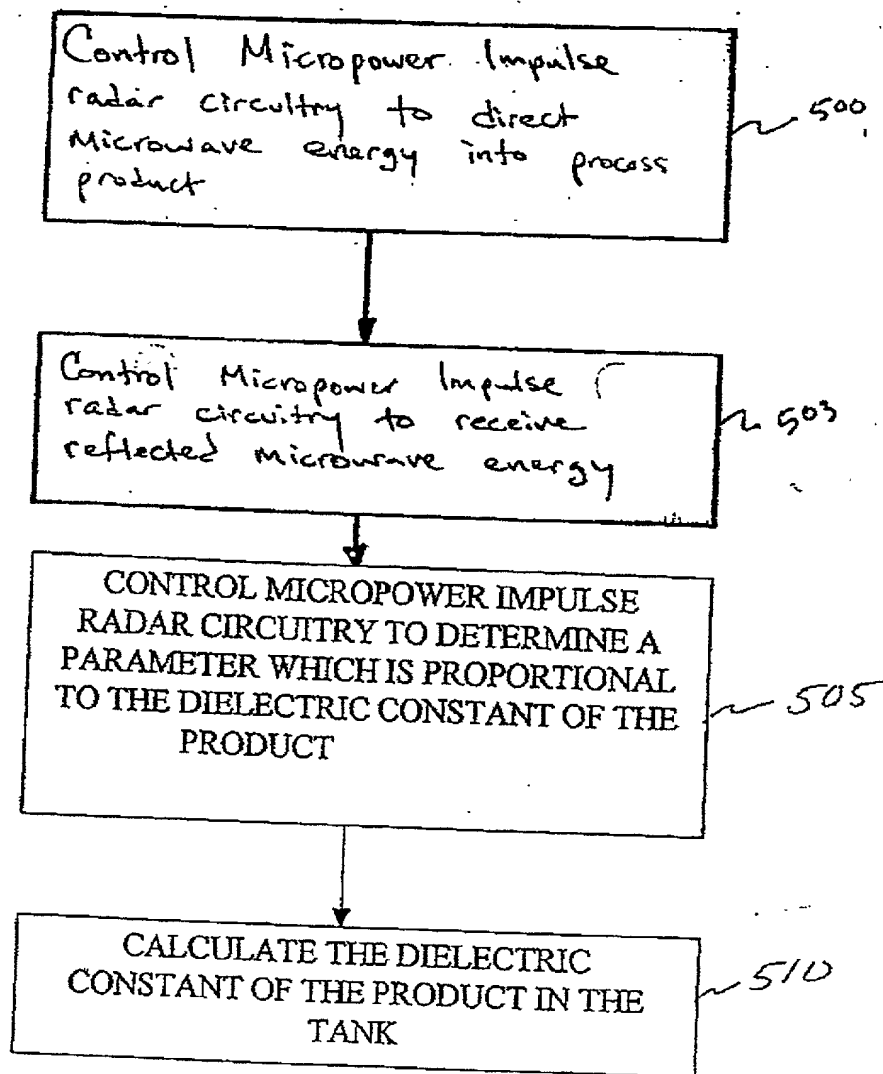 Control Micropower Impulse
radar circuitry to direct
Microwave energy into process
product
500
Control Micropower Impulse
radar circuitry to receive
reflected microwave energy
503
CONTROL MICROPOWER IMPULSE
RADAR CIRCUITRY TO DETERMINE A
PARAMETER WHICH IS PROPORTIONAL
TO THE DIELECTRIC CONSTANT OF THE
PRODUCT
505
CALCULATE THE DIELECTRIC
CONSTANT OF THE PRODUCT IN THE
TANK
510